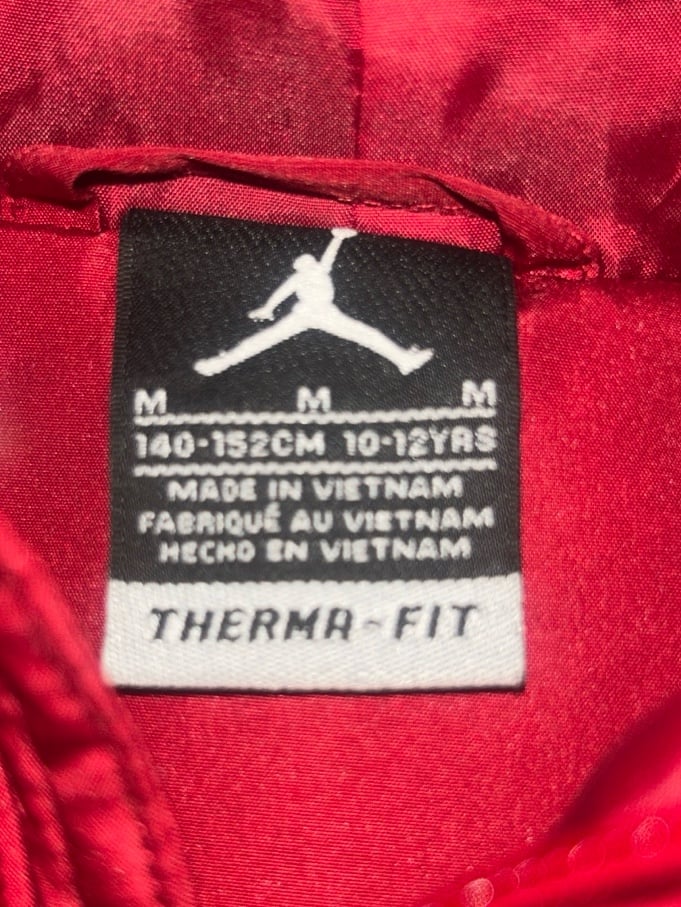 M M M
140-152CM 10-12YRS
MADE IN VIETNAM
FABRIQUÉ AU VIETNAM
HECHO EN VIETNAM
THERMA-FIT